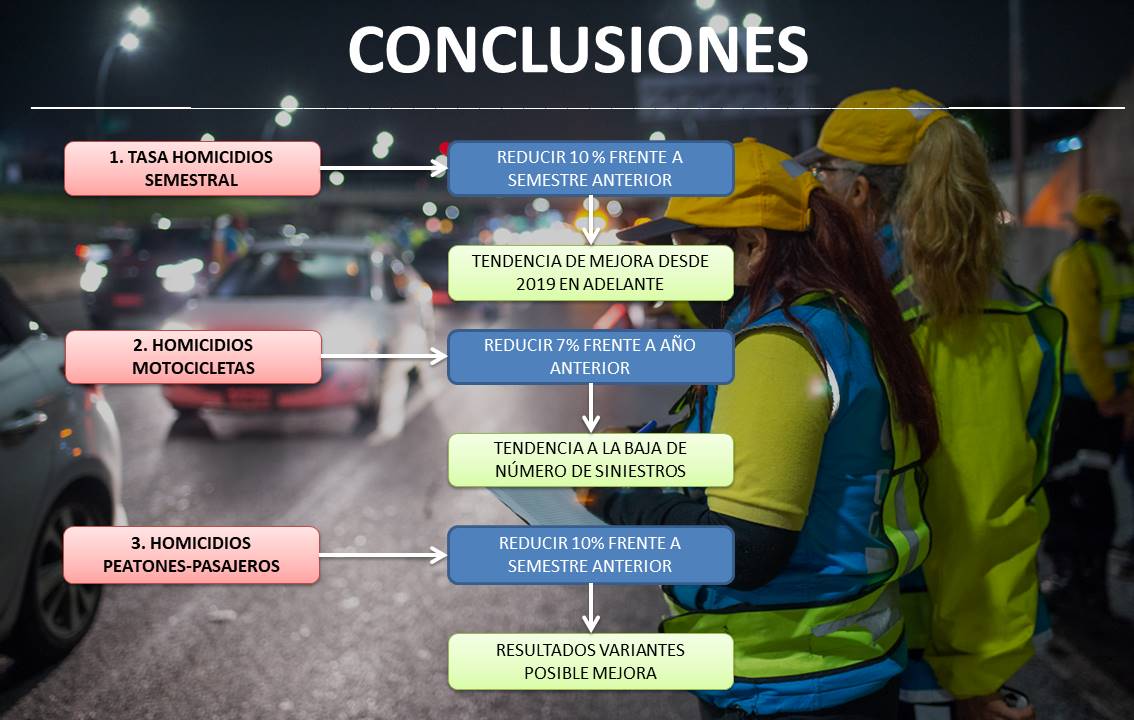 CONCLUSIONES
1. TASA HOMICIDIOS
SEMESTRAL
REDUCIR 10 % FRENTE A
SEMESTRE ANTERIOR
TENDENCIA DE MEJORA DESDE
2019 EN ADELANTE
2. HOMICIDIOS
MOTOCICLETAS
REDUCIR 7% FRENTE A AÑO
ANTERIOR
TENDENCIA A LA BAJA DE
NÚMERO DE SINIESTROS
3. HOMICIDIOS
PEATONES-PASAJEROS
REDUCIR 10% FRENTE A
SEMESTRE ANTERIOR
RESULTADOS VARIANTES
POSIBLE MEJORA